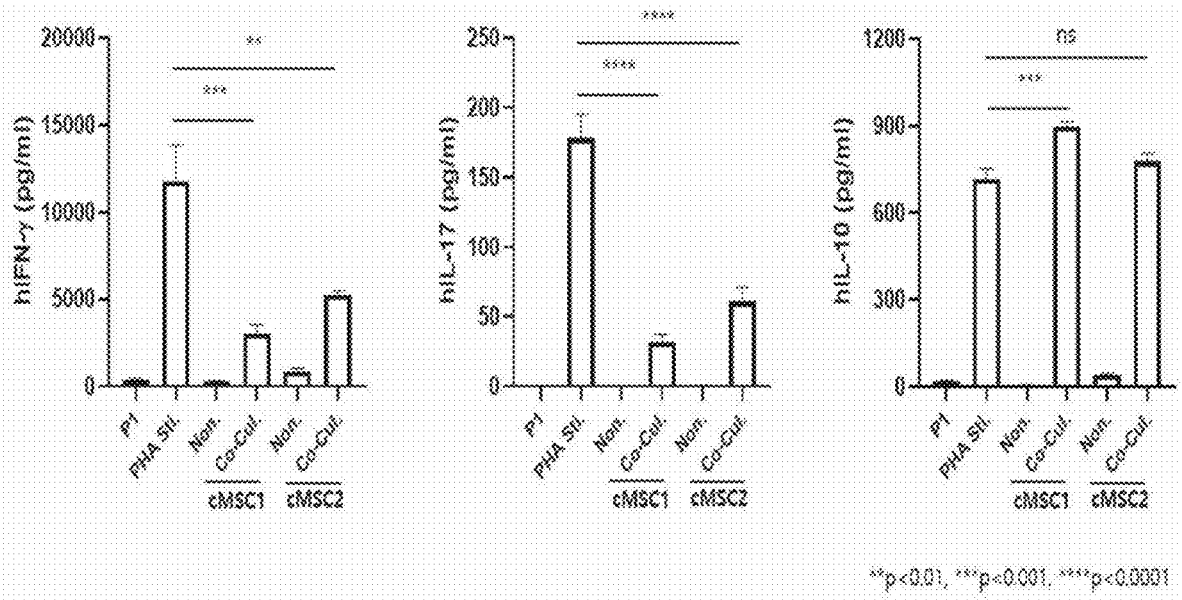 hIFN-γ (pg/ml)
20000
15000
10000
5000
0
**
***
P1
PHA Sti.
Non.
Co-Cul.
Non.
Co-Cul.
cMSC1
cMSC2
hIL-17 (pg/ml)
250
200
150
100
50
0
****
****
P1
PHA Sti.
Non.
Co-Cul.
Non.
Co-Cul.
cMSC1
cMSC2
hIL-10 (pg/ml)
1200
900
600
300
0
ns
***
P1
PHA Sti.
Non.
Co-Cul.
Non.
Co-Cul.
cMSC1
cMSC2
**p<0.01, ***p<0.001, ****p<0.0001